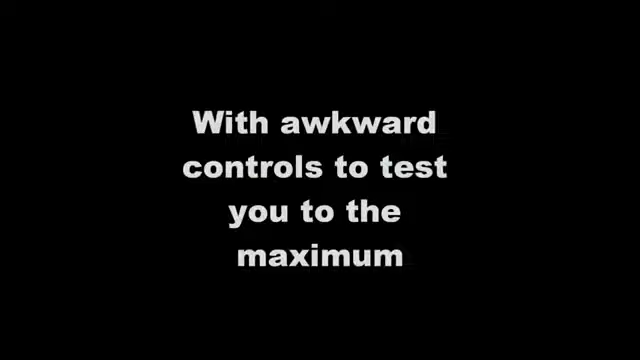 With awkward
controls to test
you to the
maximum